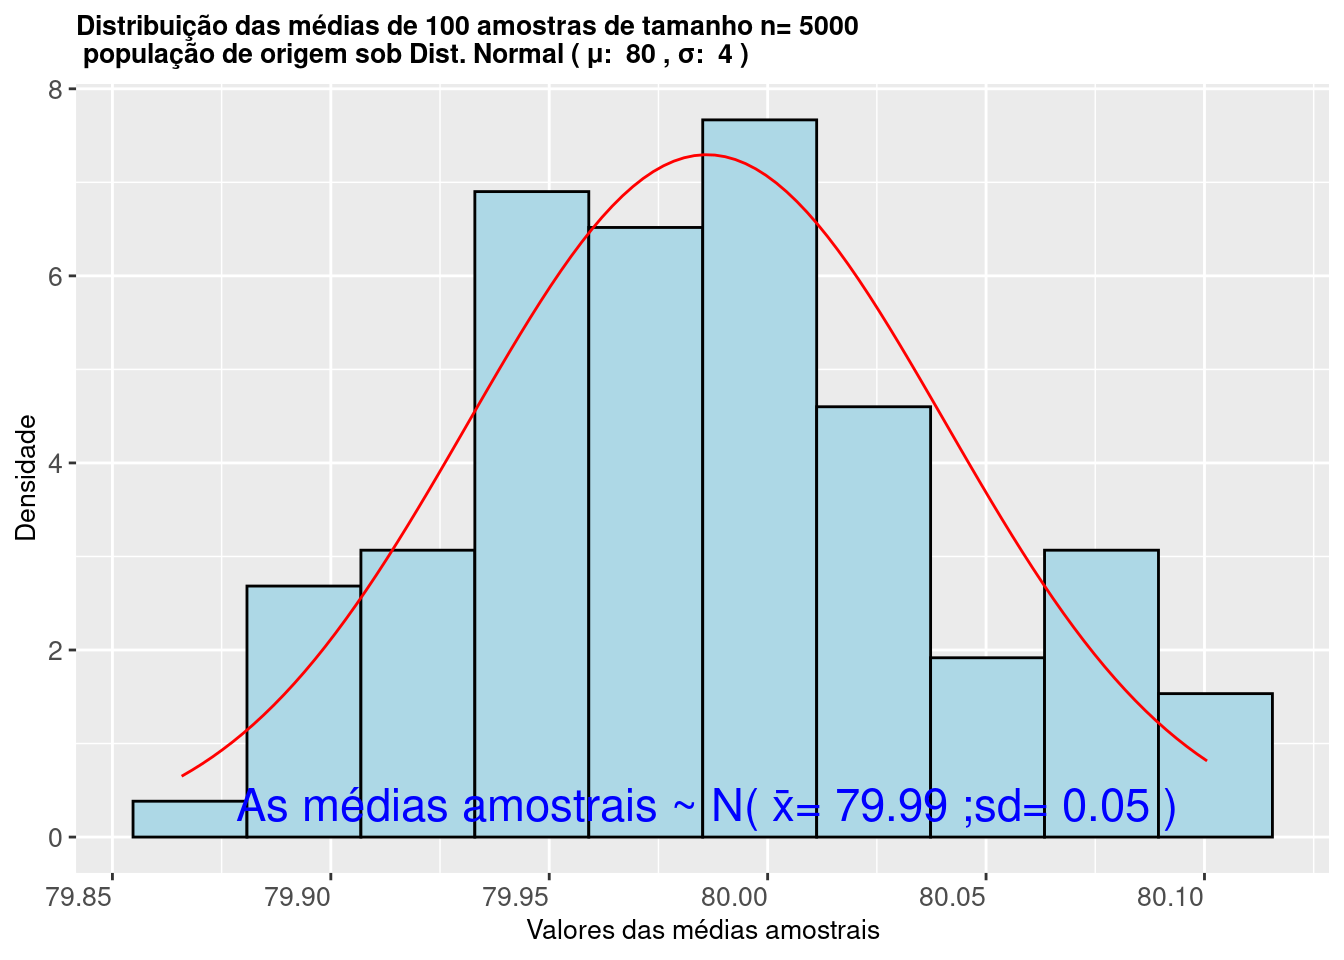 Distribuição das médias de 100 amostras de tamanho n= 5000
população de origem sob Dist. Normal ( μ:  80 , σ:  4 )
8
6
4
2
0
Densidade
As médias amostrais ~ N( x̄= 79.99 ;sd= 0.05 )
79.85 79.90 79.95 80.00 80.05 80.10
Valores das médias amostrais